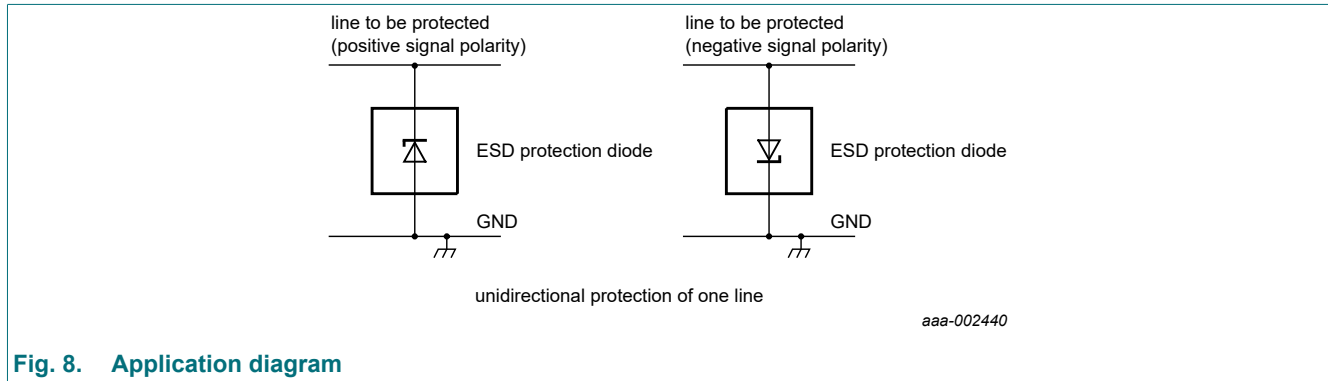 line to be protected
(positive signal polarity)
ESD protection diode
GND
line to be protected
(negative signal polarity)
ESD protection diode
GND
unidirectional protection of one line
aaa-002440
Fig. 8. Application diagram